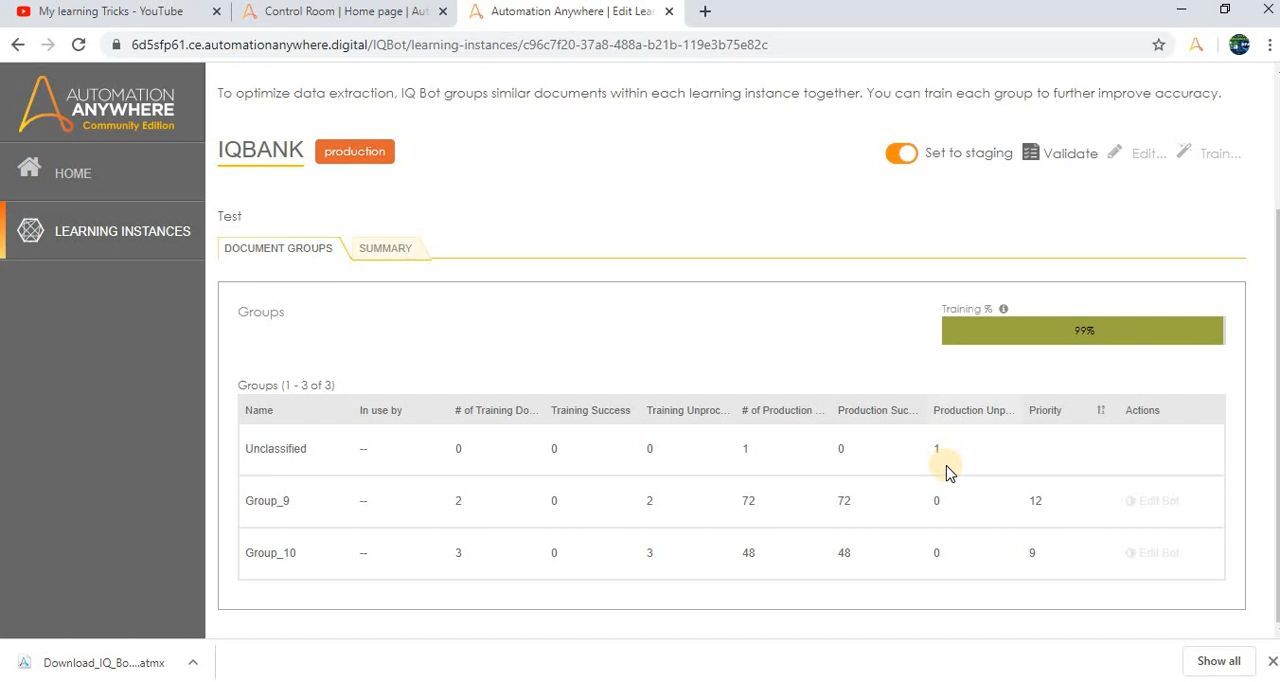 My learning Tricks - YouTube
Control Room | Home page | Aut
Automation Anywhere | Edit Lea
6d5sfp61.ce.automationanywhere.digital/IQBot/learning-instances/c96c7f20-37a8-488a-b21b-119e3b75e82c
AUTOMATION
ANYWHERE
Community Edition
HOME
LEARNING INSTANCES
To optimize data extraction, IQ Bot groups similar documents within each learning instance together. You can train each group to further improve accuracy.
IQBANK production Set to staging Validate Edit... Train...
Test
DOCUMENT GROUPS SUMMARY
Groups
Training %
99%
Groups (1 - 3 of 3)
Name In use by # of Training Do... Training Success Training Unproc... # of Production ... Production Suc... Production Unp... Priority Actions
Unclassified -- 0 0 0 1 0 1
Group_9 -- 2 0 2 72 72 0 12 Edit Bot
Group_10 -- 3 0 3 48 48 0 9 Edit Bot
Download_IQ_Bo....atmx
Show all